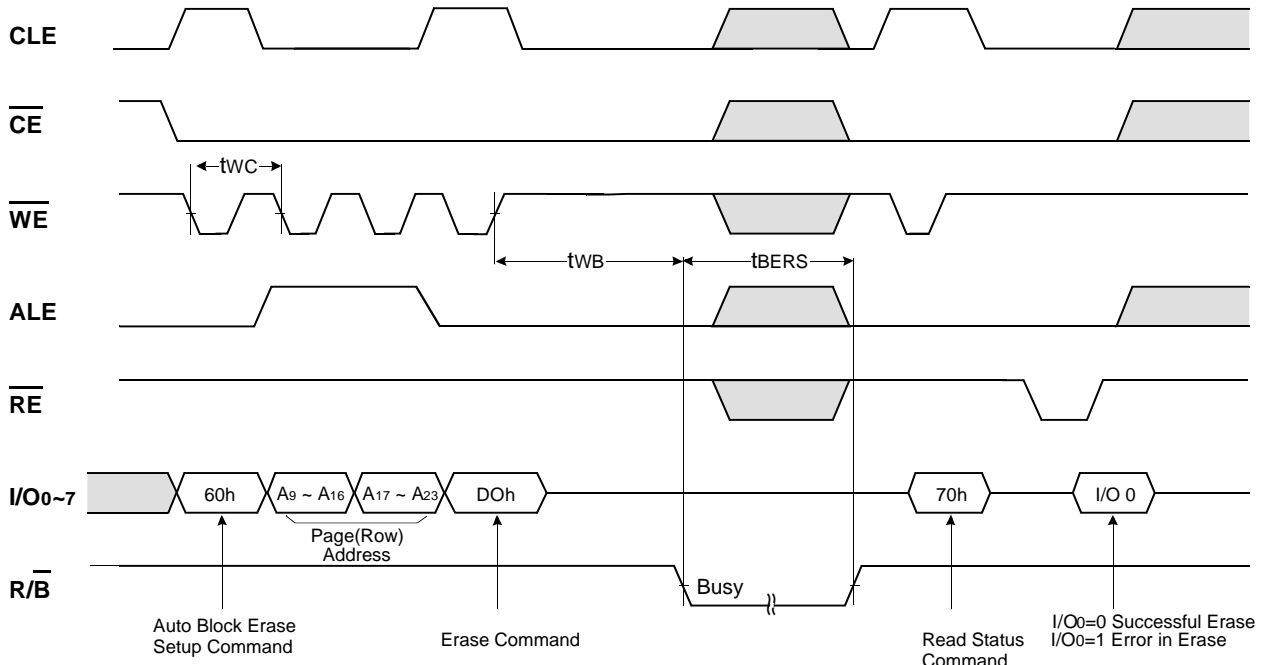 CLE
CE
tWC
WE
tWB
tBERS
ALE
RE
I/O0~7
60h
A9 ~ A16
A17 ~ A23
DOh
70h
I/O 0
Page(Row)
Address
R/B
Busy
Auto Block Erase
Setup Command
Erase Command
Read Status
Command
I/O0=0 Successful Erase
I/O0=1 Error in Erase